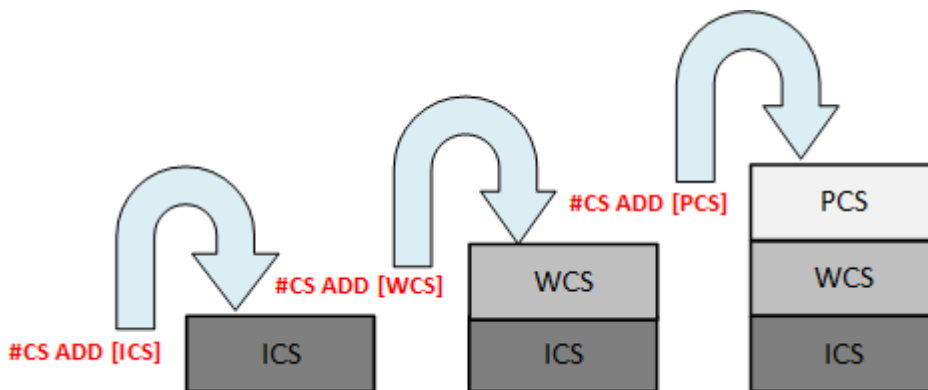 #CS ADD [ICS]
ICS
#CS ADD [WCS]
WCS
ICS
#CS ADD [PCS]
PCS
WCS
ICS